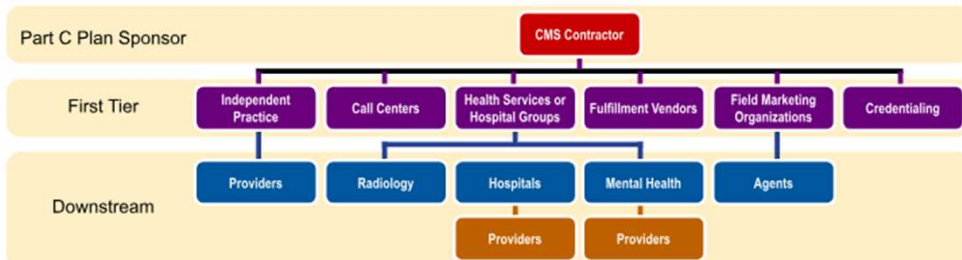 Part C Plan Sponsor
CMS Contractor
First Tier
Independent
Practice
Call Centers
Health Services or
Hospital Groups
Fulfillment Vendors
Field Marketing
Organizations
Credentialing
Downstream
Providers
Radiology
Hospitals
Mental Health
Agents
Providers
Providers